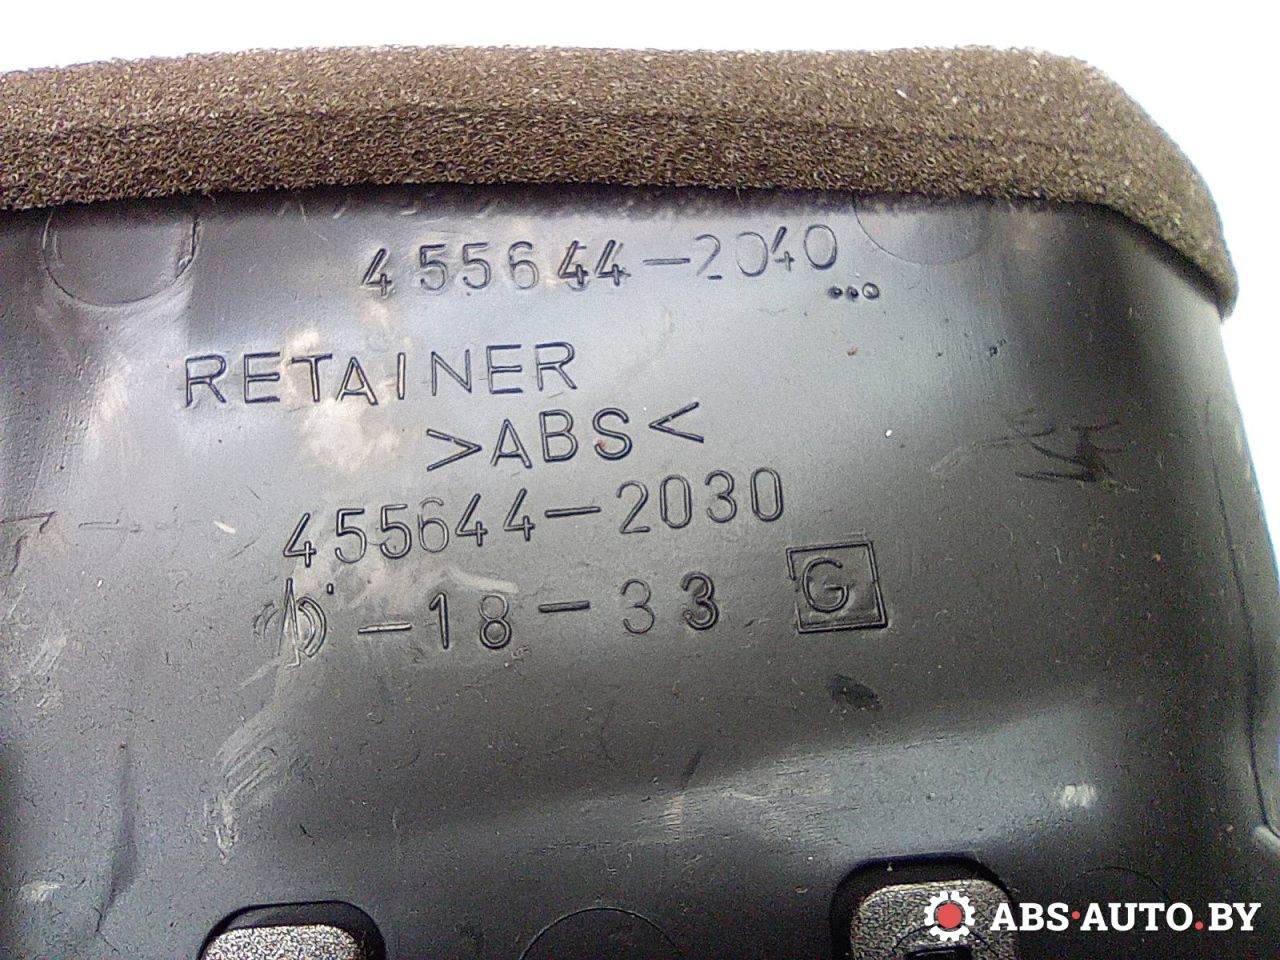 455644-2040
RETAINER
>ABS<
455644-2030
-18-33 G
ABS·AUTO.BY